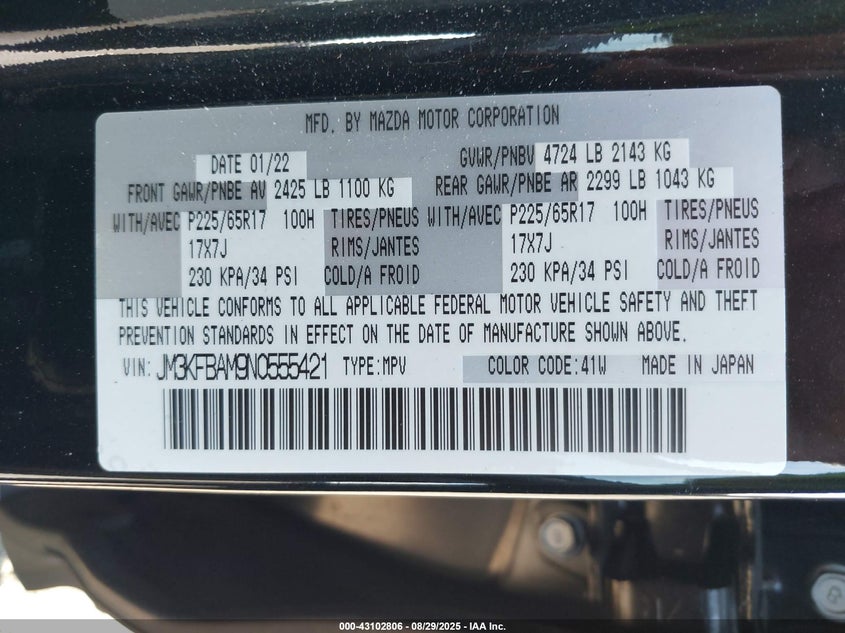 MFD. BY MAZDA MOTOR CORPORATION
DATE 01/22 GVWR/PNBV 4724 LB 2143 KG
FRONT GAWR/PNBE AV 2425 LB 1100 KG REAR GAWR/PNBE AR 2299 LB 1043 KG
WITH/AVEC P225/65R17 100H TIRES/PNEUS WITH/AVEC P225/65R17 100H TIRES/PNEUS
17X7J RIMS/JANTES 17X7J RIMS/JANTES
230 KPA/34 PSI COLD/A FROID 230 KPA/34 PSI COLD/A FROID
THIS VEHICLE CONFORMS TO ALL APPLICABLE FEDERAL MOTOR VEHICLE SAFETY AND THEFT
PREVENTION STANDARDS IN EFFECT ON THE DATE OF MANUFACTURE SHOWN ABOVE.
VIN: JM3KFBAM9N0555421 TYPE:MPV COLOR CODE:41W MADE IN JAPAN
000-43102806 - 08/29/2025 - IAA Inc.